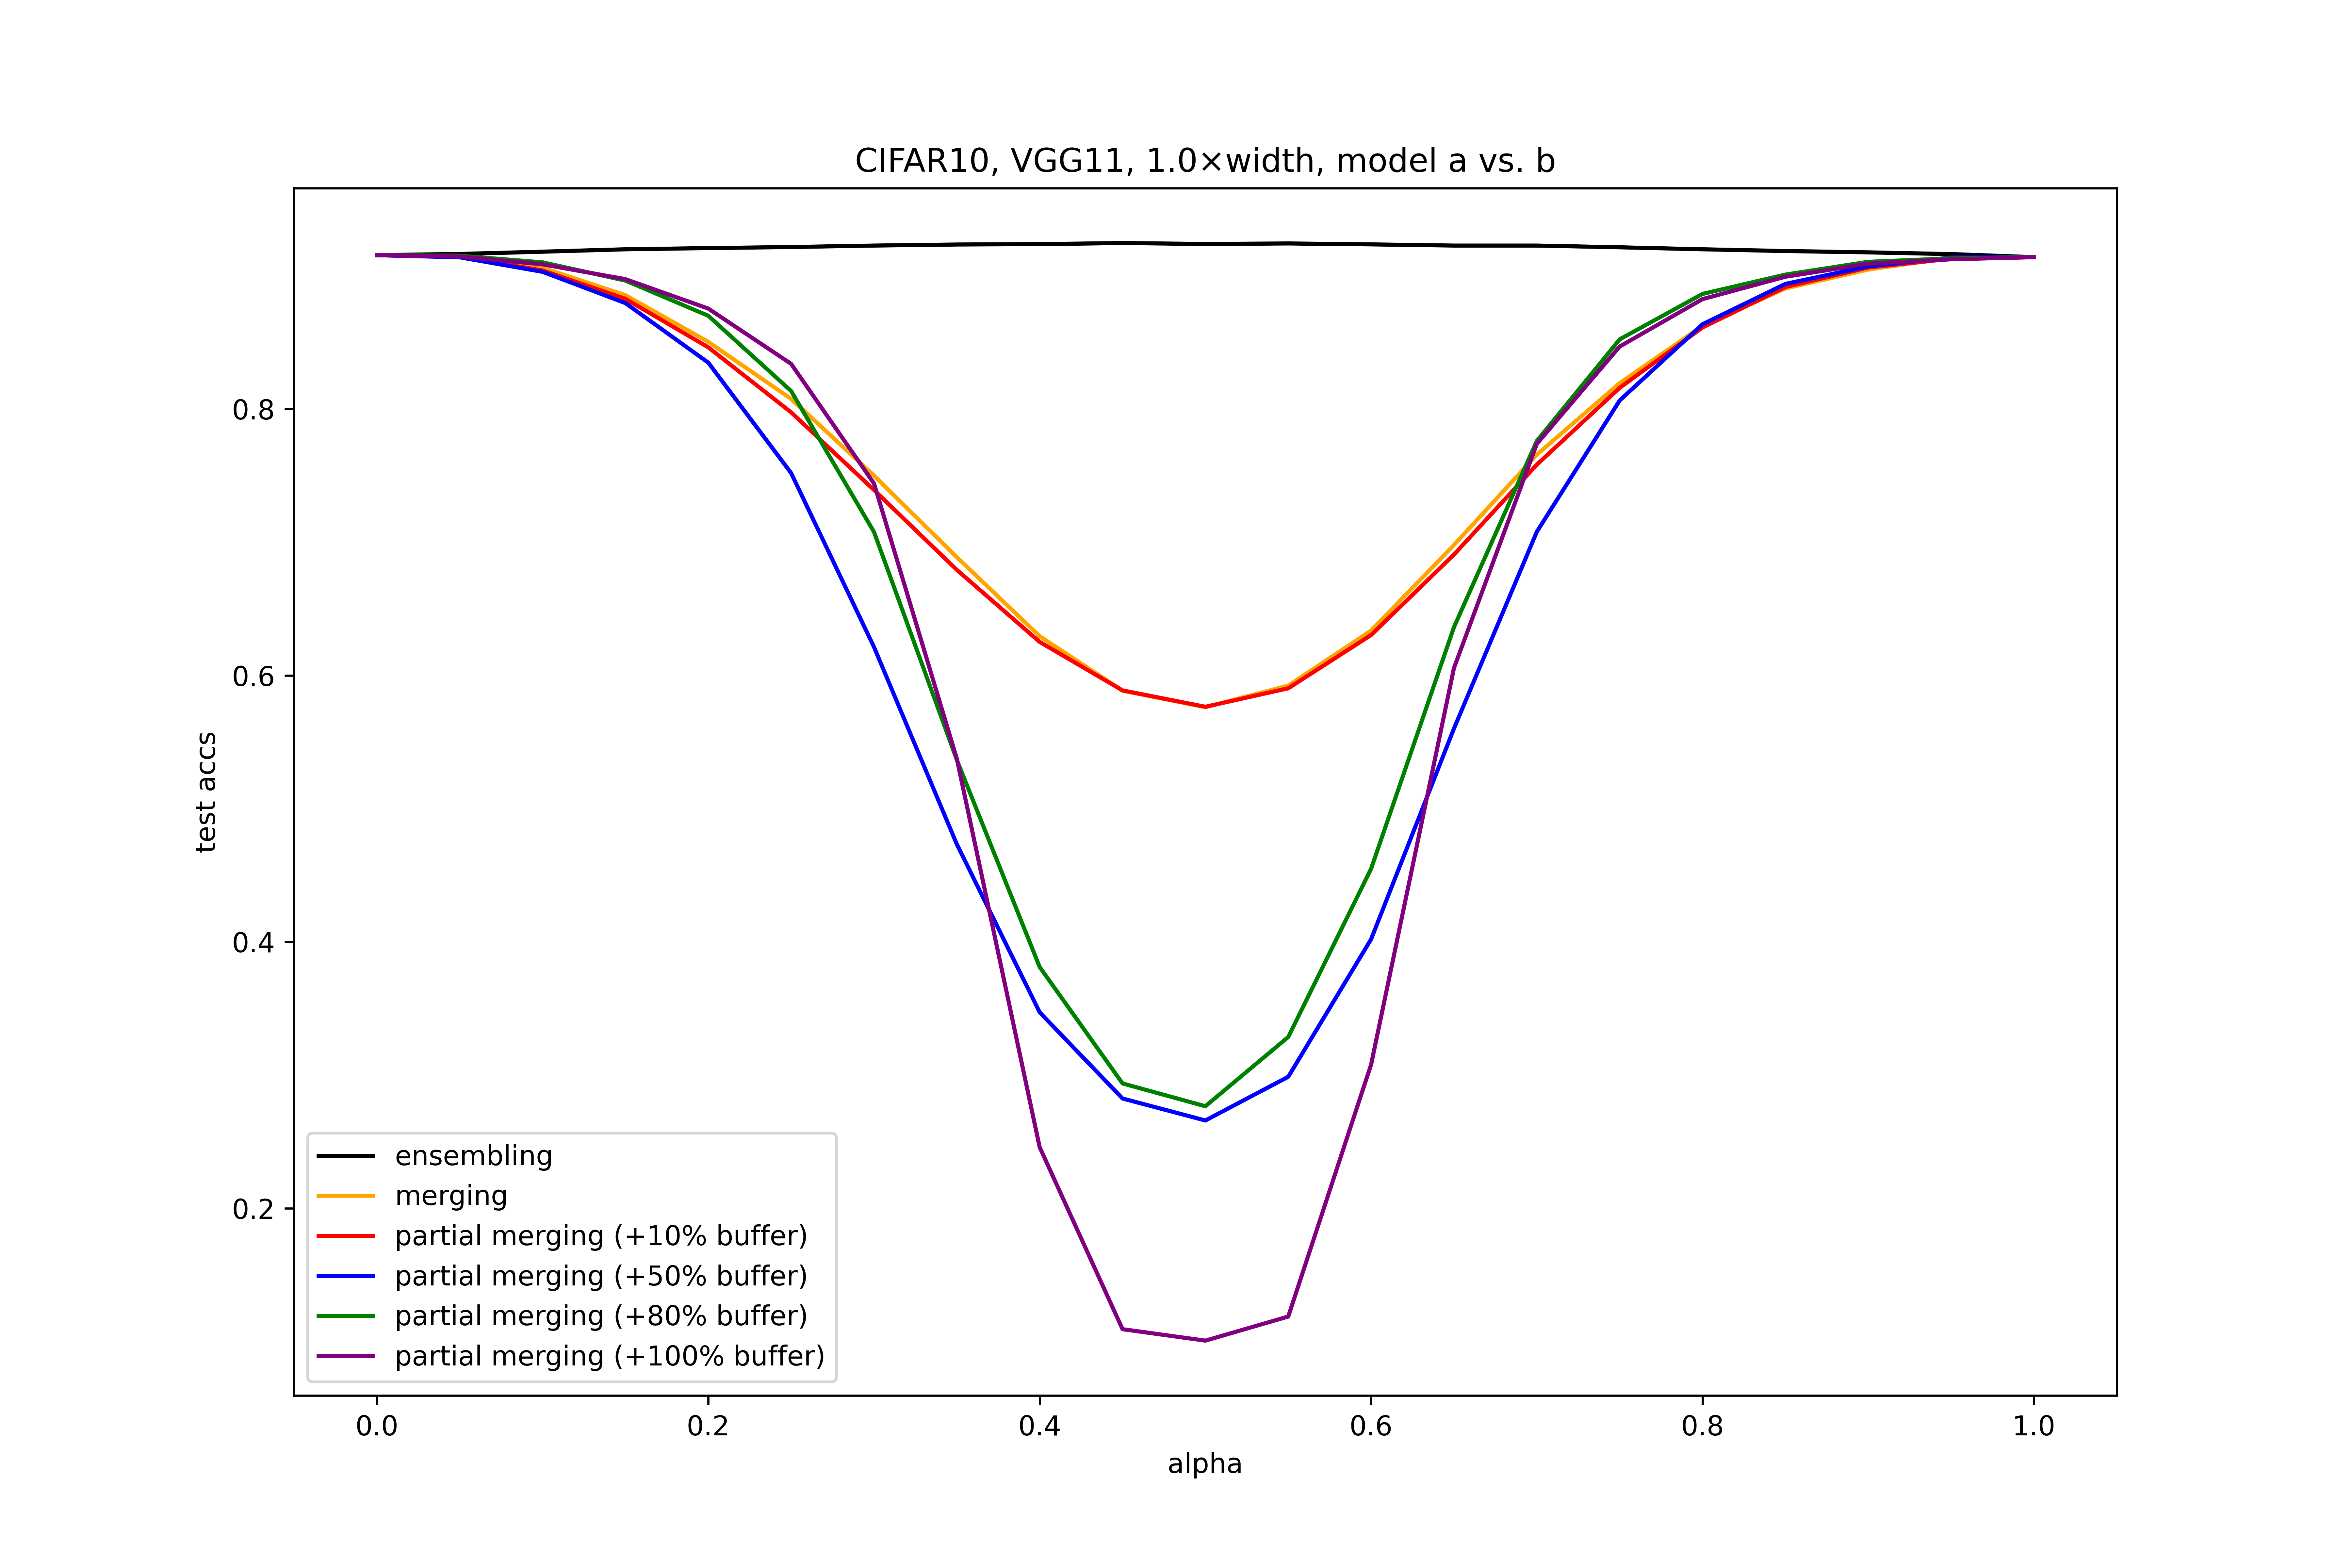 CIFAR10, VGG11, 1.0×width, model a vs. b
test accs
0.8
0.6
0.4
0.2
ensembling
merging
partial merging (+10% buffer)
partial merging (+50% buffer)
partial merging (+80% buffer)
partial merging (+100% buffer)
0.0
0.2
0.4
0.6
0.8
1.0
alpha